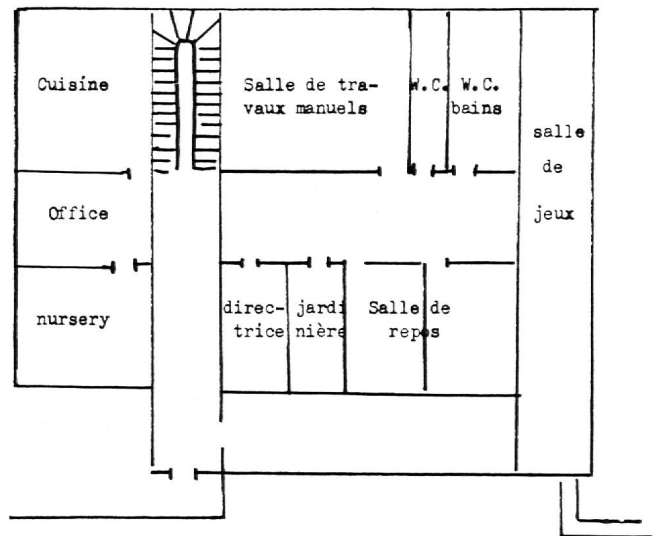 Cuisine
Salle de tra-
vaux manuels
W.C.
W.C.
bains
salle
de
jeux
Office
nursery
direc-
trice
jardi
nière
Salle de
repos